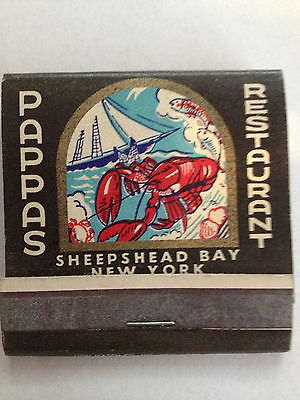 PAPPAS
RESTAURANT
SHEEPSHEAD BAY
NEW YORK